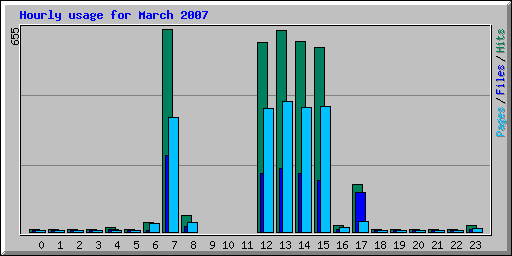 Hourly usage for March 2007
655
Pages/Files/Hits
0 1 2 3 4 5 6 7 8 9 10 11 12 13 14 15 16 17 18 19 20 21 22 23